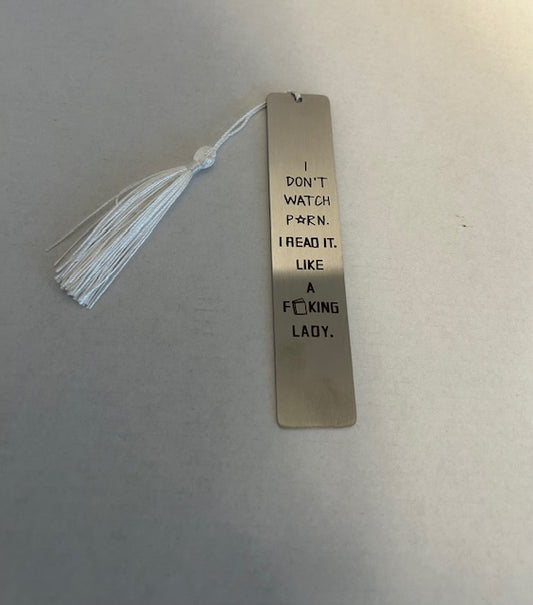 I
DON'T
WATCH
P☆RN.
I READ IT.
LIKE
A
F📖KING
LADY.